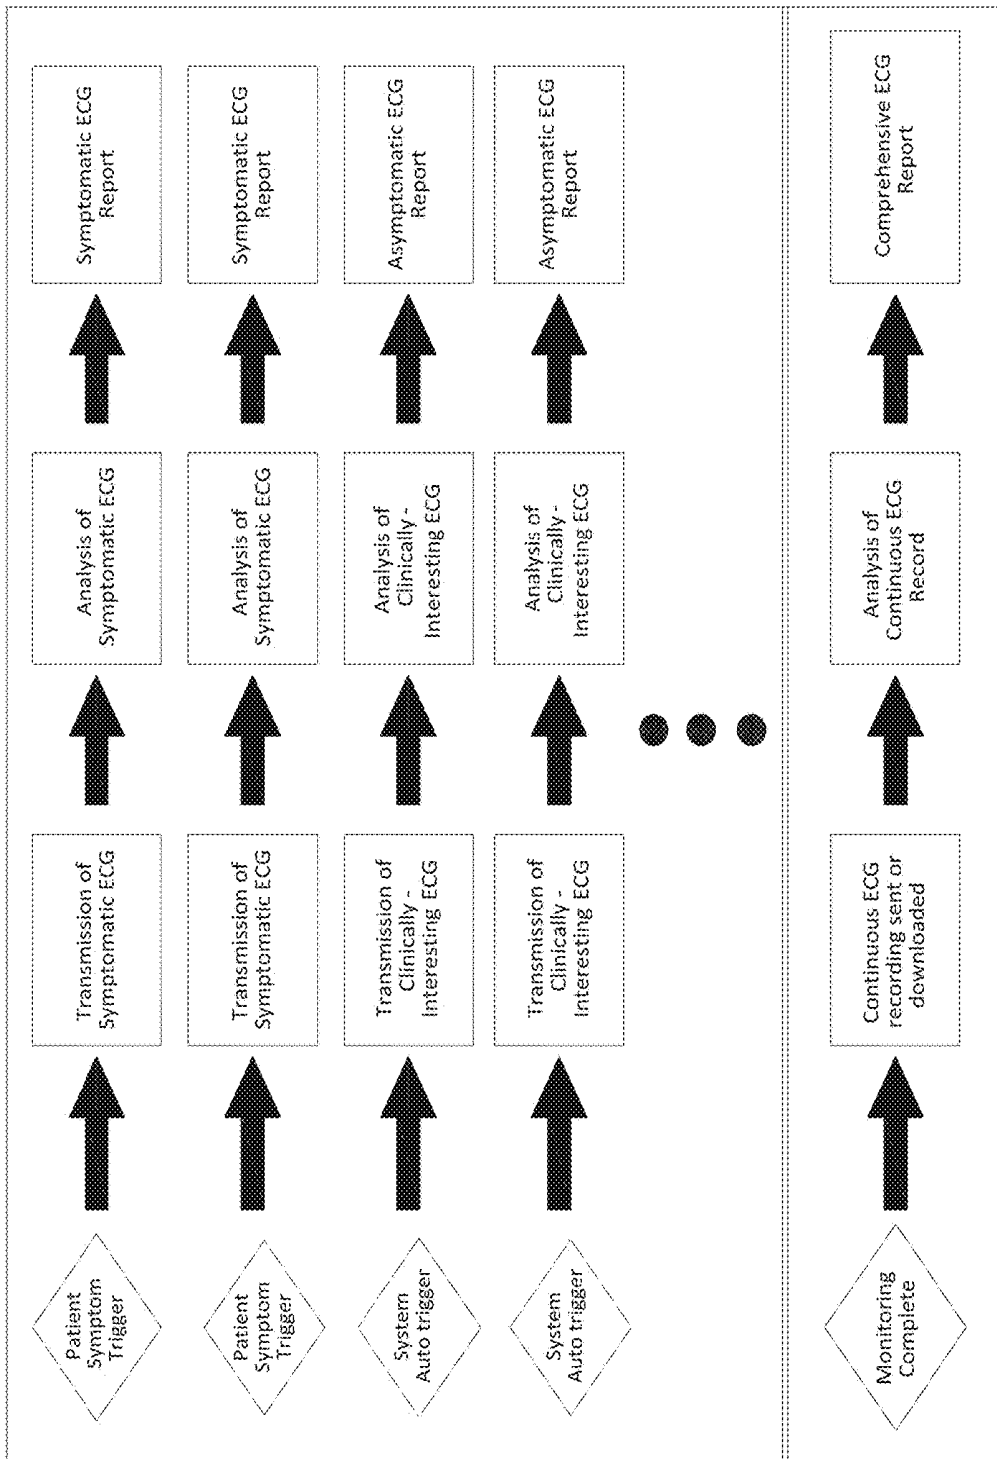 Patient
Symptom
Trigger
Transmission of
Symptomatic ECG
Analysis of
Symptomatic ECG
Symptomatic ECG
Report
Patient
Symptom
Trigger
Transmission of
Symptomatic ECG
Analysis of
Symptomatic ECG
Symptomatic ECG
Report
System
Auto trigger
Transmission of
Clinically -
Interesting ECG
Analysis of
Clinically -
Interesting ECG
Asymptomatic ECG
Report
System
Auto trigger
Transmission of
Clinically -
Interesting ECG
Analysis of
Clinically -
Interesting ECG
Asymptomatic ECG
Report
Monitoring
Complete
Continuous ECG
recording sent or
downloaded
Analysis of
Continuous ECG
Record
Comprehensive ECG
Report